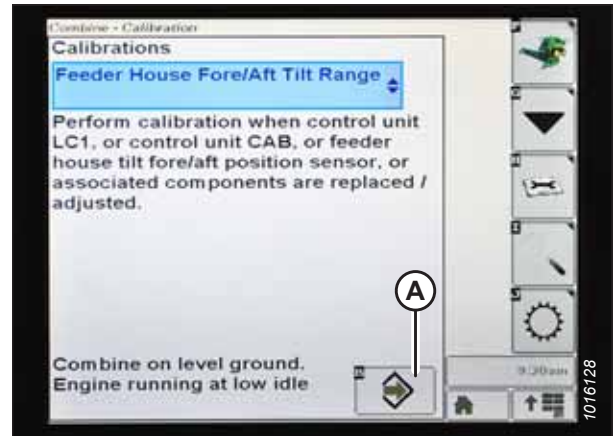 Combine - Calibration
Calibrations
Feeder House Fore/Aft Tilt Range
Perform calibration when control unit
LC1, or control unit CAB, or feeder
house tilt fore/aft position sensor, or
associated components are replaced /
adjusted.
A
Combine on level ground.
Engine running at low idle
9:20am
1016128